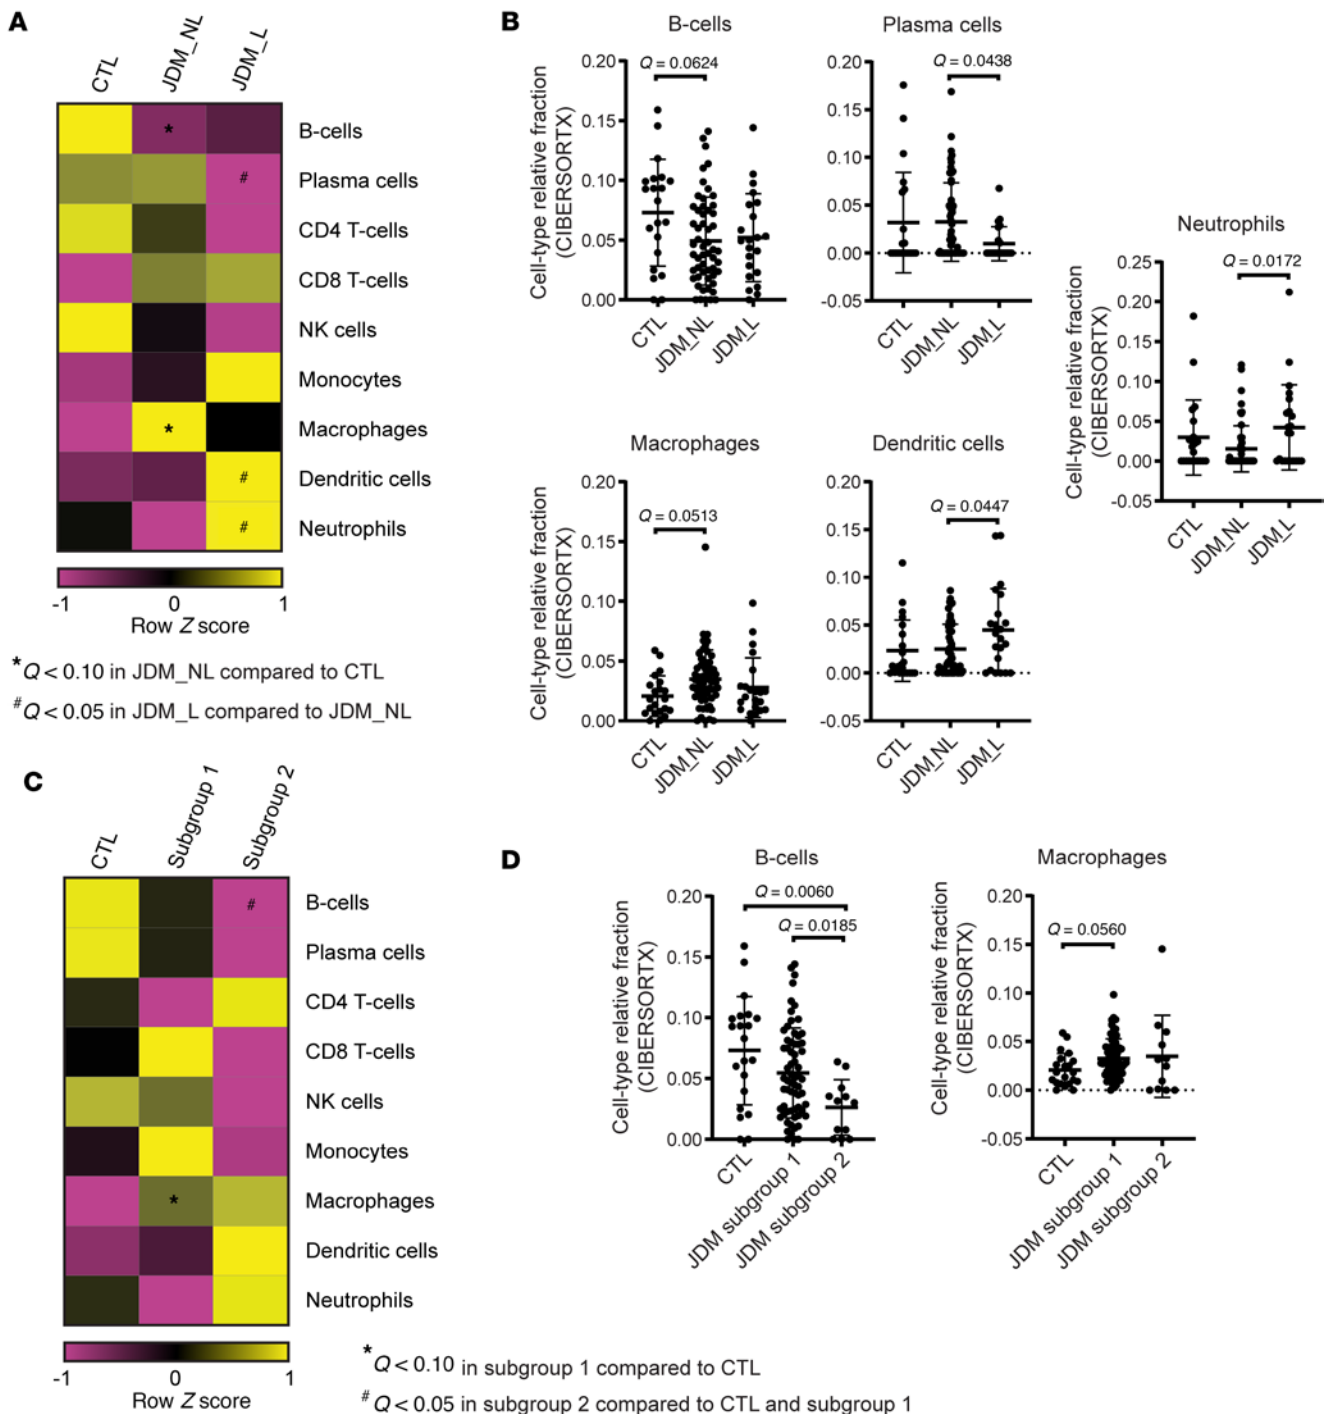 A
CTL
JDM_NL
JDM_L
B-cells
Plasma cells
CD4 T-cells
CD8 T-cells
NK cells
Monocytes
Macrophages
Dendritic cells
Neutrophils
-1
0
1
Row Z score
* Q < 0.10 in JDM_NL compared to CTL
# Q < 0.05 in JDM_L compared to JDM_NL
B
B-cells
Cell-type relative fraction
(CIBERSORTX)
0.20
0.15
0.10
0.05
0.00
Q = 0.0624
CTL
JDM_NL
JDM_L
Plasma cells
Cell-type relative fraction
(CIBERSORTX)
0.20
0.15
0.10
0.05
0.00
-0.05
Q = 0.0438
CTL
JDM_NL
JDM_L
Neutrophils
Cell-type relative fraction
(CIBERSORTX)
0.25
0.20
0.15
0.10
0.05
0.00
-0.05
Q = 0.0172
CTL
JDM_NL
JDM_L
Macrophages
Cell-type relative fraction
(CIBERSORTX)
0.20
0.15
0.10
0.05
0.00
Q = 0.0513
CTL
JDM_NL
JDM_L
Dendritic cells
Cell-type relative fraction
(CIBERSORTX)
0.20
0.15
0.10
0.05
0.00
-0.05
Q = 0.0447
CTL
JDM_NL
JDM_L
C
CTL
Subgroup 1
Subgroup 2
B-cells
Plasma cells
CD4 T-cells
CD8 T-cells
NK cells
Monocytes
Macrophages
Dendritic cells
Neutrophils
-1
0
1
Row Z score
* Q < 0.10 in subgroup 1 compared to CTL
# Q < 0.05 in subgroup 2 compared to CTL and subgroup 1
D
B-cells
Cell-type relative fraction
(CIBERSORTX)
0.20
0.15
0.10
0.05
0.00
Q = 0.0060
Q = 0.0185
CTL
JDM subgroup 1
JDM subgroup 2
Macrophages
Cell-type relative fraction
(CIBERSORTX)
0.20
0.15
0.10
0.05
0.00
-0.05
Q = 0.0560
CTL
JDM subgroup 1
JDM subgroup 2